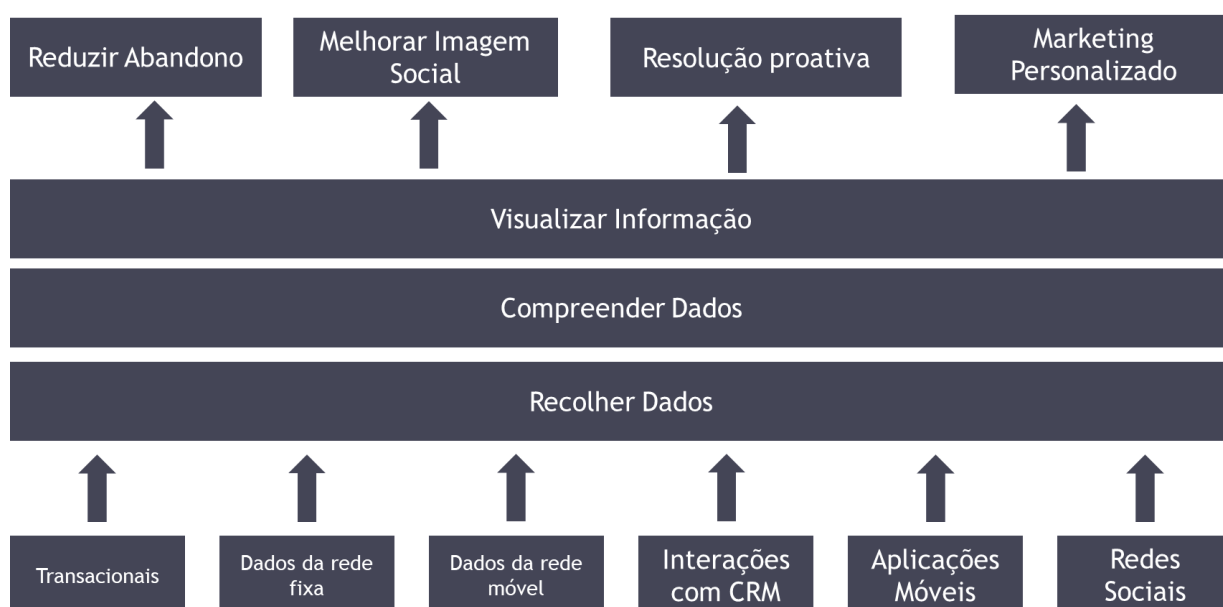 Reduzir Abandono
Melhorar Imagem
Social
Resolução proativa
Marketing
Personalizado
Visualizar Informação
Compreender Dados
Recolher Dados
Transacionais
Dados da rede
fixa
Dados da rede
móvel
Interações
com CRM
Aplicações
Móveis
Redes
Sociais